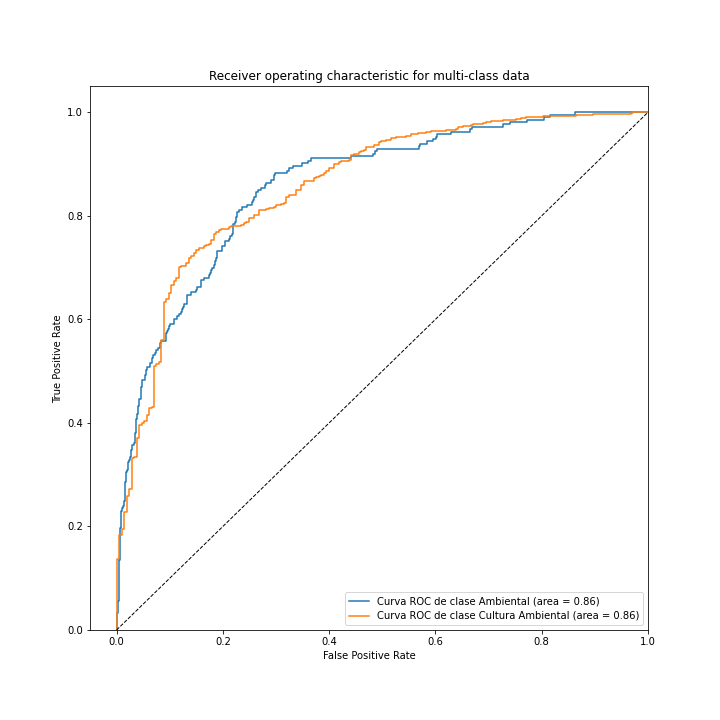 Receiver operating characteristic for multi-class data
1.0
0.8
0.6
0.4
0.2
0.0
True Positive Rate
0.0 0.2 0.4 0.6 0.8 1.0
False Positive Rate
Curva ROC de clase Ambiental (area = 0.86)
Curva ROC de clase Cultura Ambiental (area = 0.86)